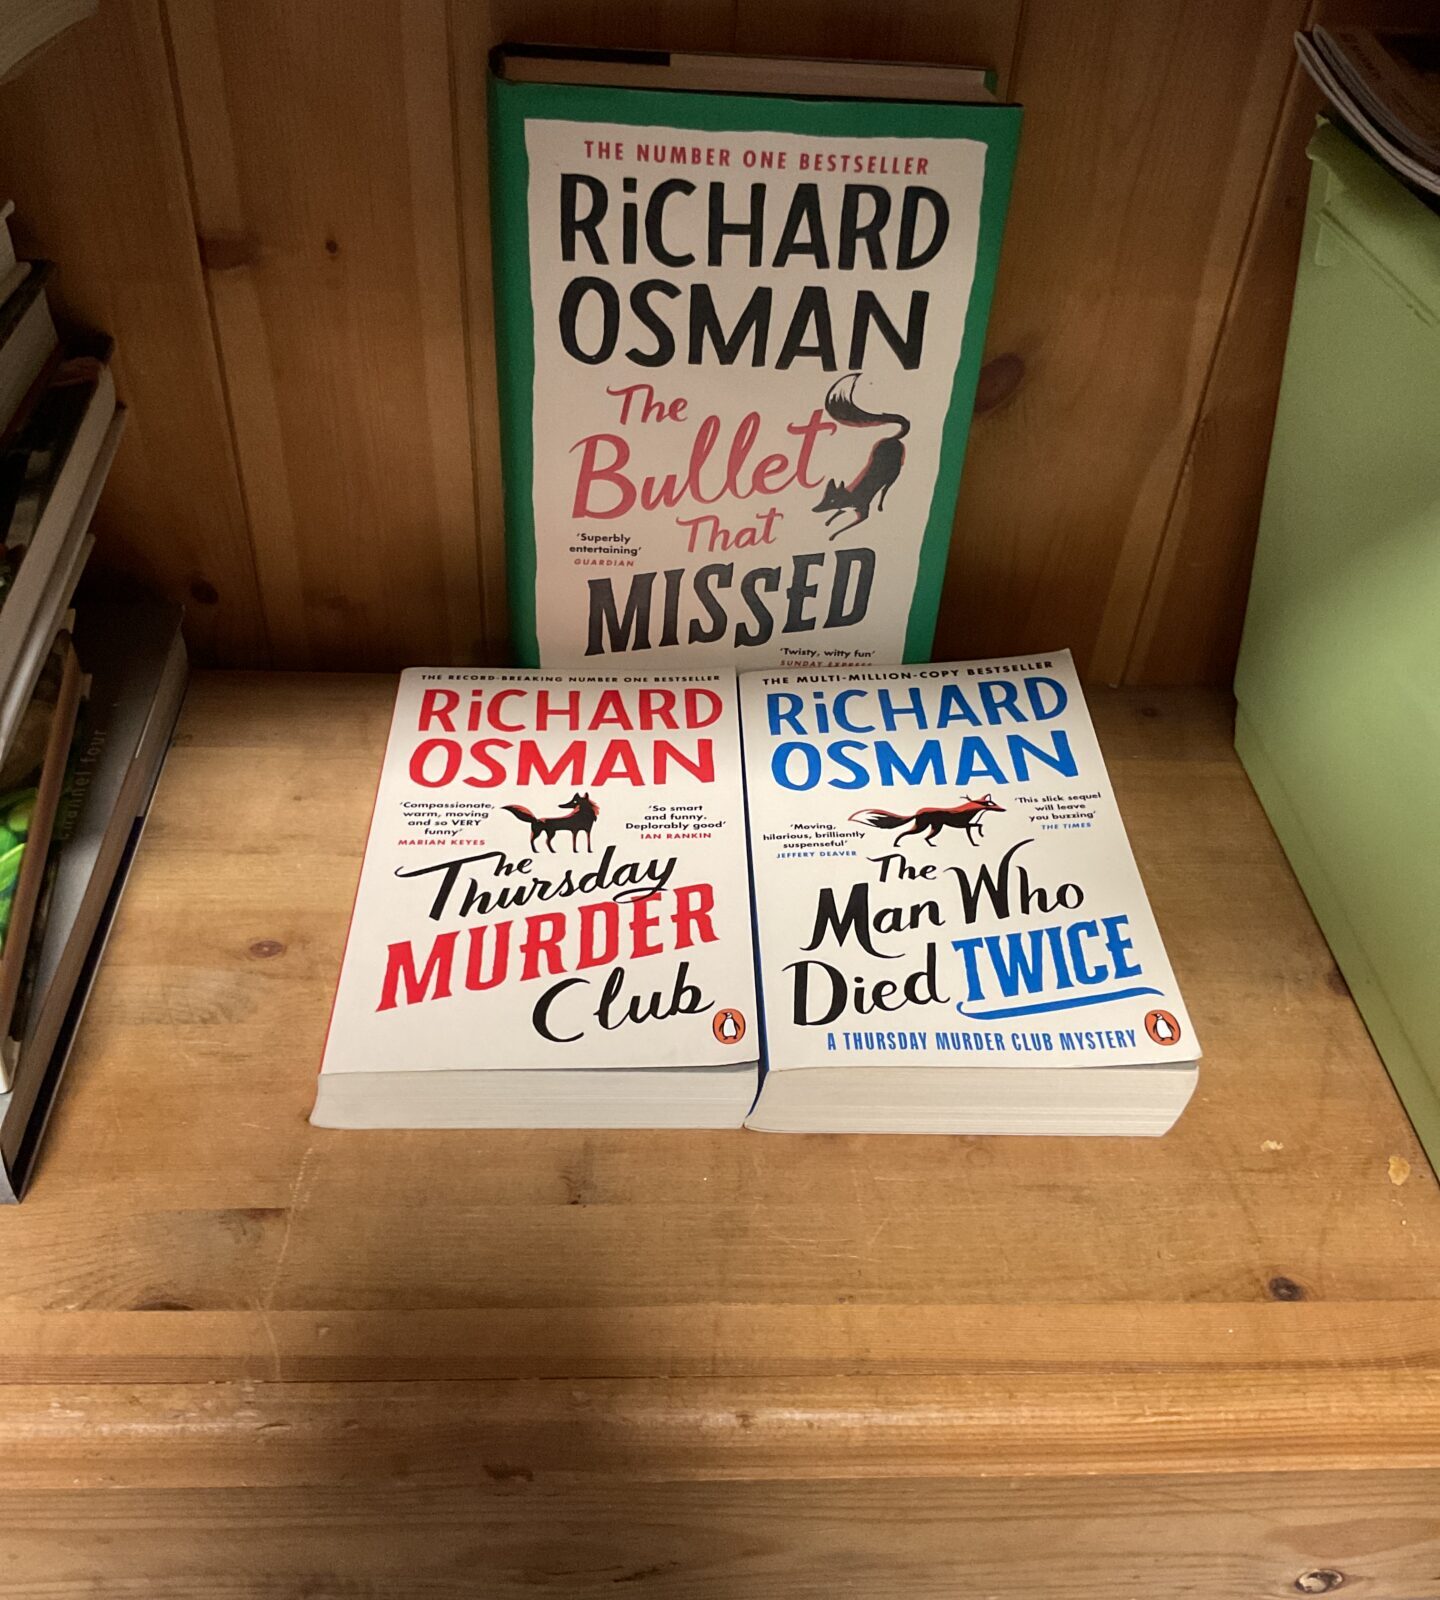 THE NUMBER ONE BESTSELLER
RiCHARD
OSMAN
The
Bullet
That
MISSED
'Superbly
entertaining'
GUARDIAN
'Twisty, witty fun'
SUNDAY EXPRESS
THE RECORD-BREAKING NUMBER ONE BESTSELLER
RiCHARD
OSMAN
'Compassionate,
warm, moving
and so VERY
funny'
MARIAN KEYES
'So smart
and funny.
Deplorably good'
IAN RANKIN
The
Thursday
MURDER
Club
THE MULTI-MILLION-COPY BESTSELLER
RiCHARD
OSMAN
'Moving,
hilarious, brilliantly
suspenseful'
JEFFERY DEAVER
'This slick sequel
will leave
you buzzing'
THE TIMES
The
Man Who
Died TWICE
A THURSDAY MURDER CLUB MYSTERY
channel four